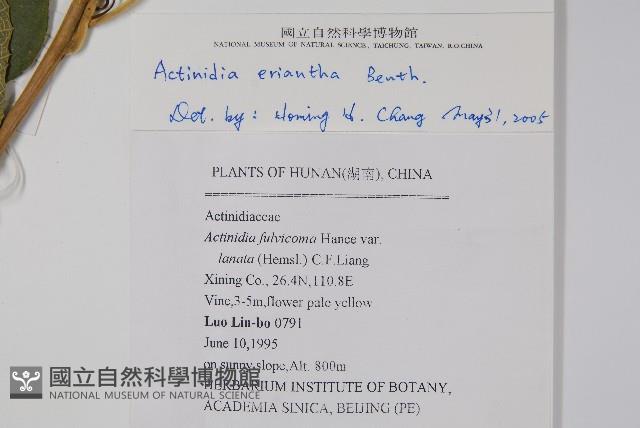 國立自然科學博物館
NATIONAL MUSEUM OF NATURAL SCIENCE, TAICHUNG, TAIWAN, R.O.CHINA
Actinidia eriantha Benth.
Det. by: Homing H. Chang May 31, 2005
PLANTS OF HUNAN(湖南), CHINA
Actinidiaceae
Actinidia fulvicoma Hance var.
lanata (Hemsl.) C.F.Liang
Xining Co., 26.4N,110.8E
Vine,3-5m,flower pale yellow
Luo Lin-bo 0791
June 10,1995
on sunny slope,Alt. 800m
HERBARIUM INSTITUTE OF BOTANY,
ACADEMIA SINICA, BEIJING (PE)
國立自然科學博物館
NATIONAL MUSEUM OF NATURAL SCIENCE